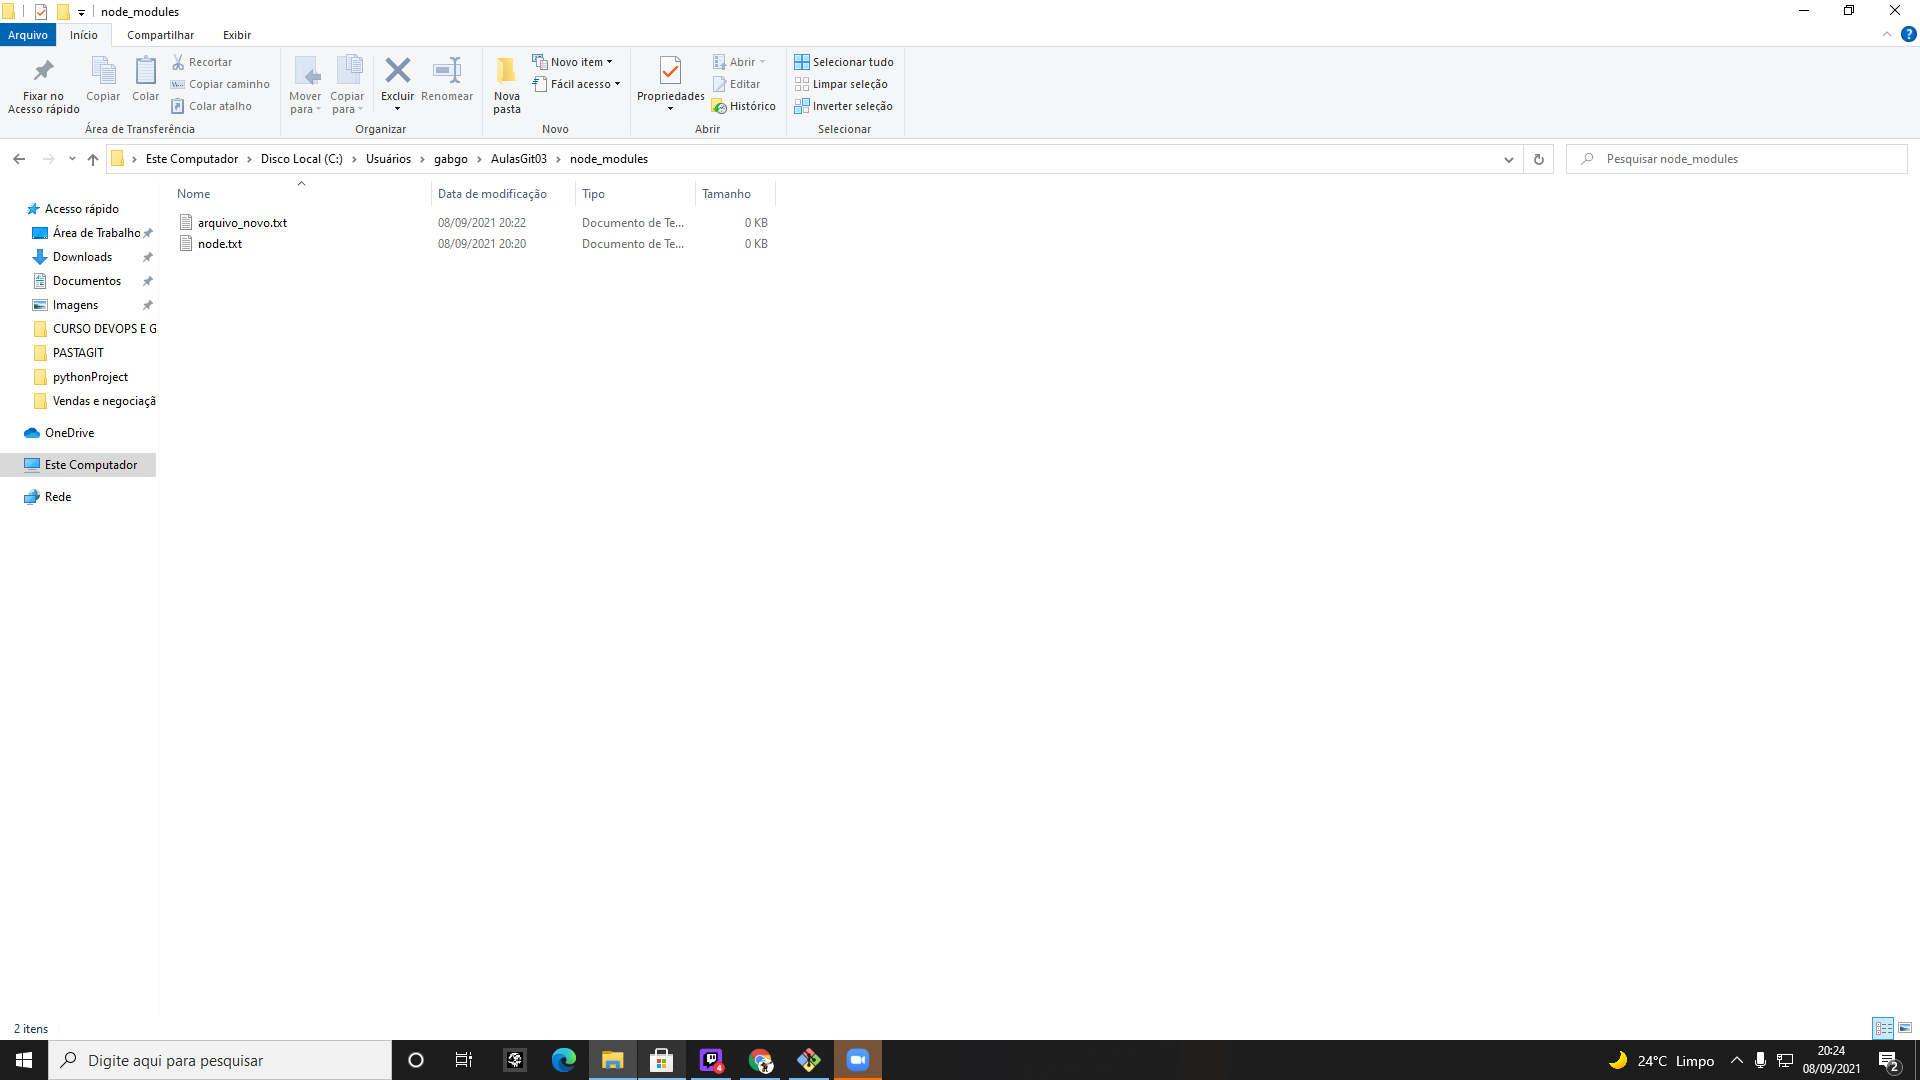 node_modules
Arquivo Início Compartilhar Exibir
Fixar no Acesso rápido
Copiar
Colar
Recortar
Copiar caminho
Colar atalho
Área de Transferência
Mover para
Copiar para
Excluir
Renomear
Organizar
Nova pasta
Novo item
Fácil acesso
Novo
Propriedades
Abrir
Editar
Histórico
Abrir
Selecionar tudo
Limpar seleção
Inverter seleção
Selecionar
Este Computador > Disco Local (C:) > Usuários > gabgo > AulasGit03 > node_modules
Pesquisar node_modules
Nome Data de modificação Tipo Tamanho
arquivo_novo.txt 08/09/2021 20:22 Documento de Te... 0 KB
node.txt 08/09/2021 20:20 Documento de Te... 0 KB
Acesso rápido
Área de Trabalho
Downloads
Documentos
Imagens
CURSO DEVOPS E G
PASTAGIT
pythonProject
Vendas e negociaçã
OneDrive
Este Computador
Rede
2 itens
Digite aqui para pesquisar
4
24°C Limpo
20:24
08/09/2021
2